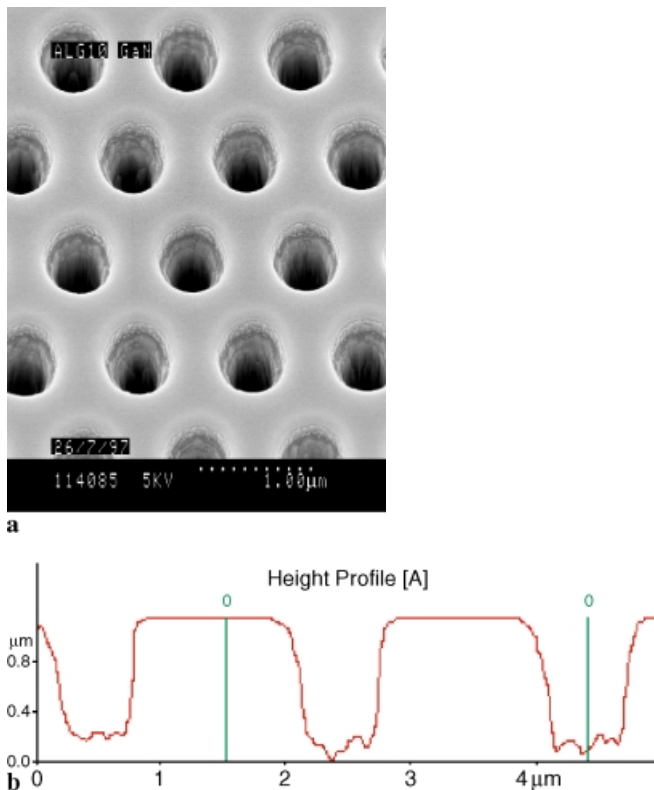 ALG10 GaN
26/7/97
114085 5KV 1.00µm
a
Height Profile [A]
0 0
µm
0.8
0.4
0.0
b 0 1 2 3 4 µm